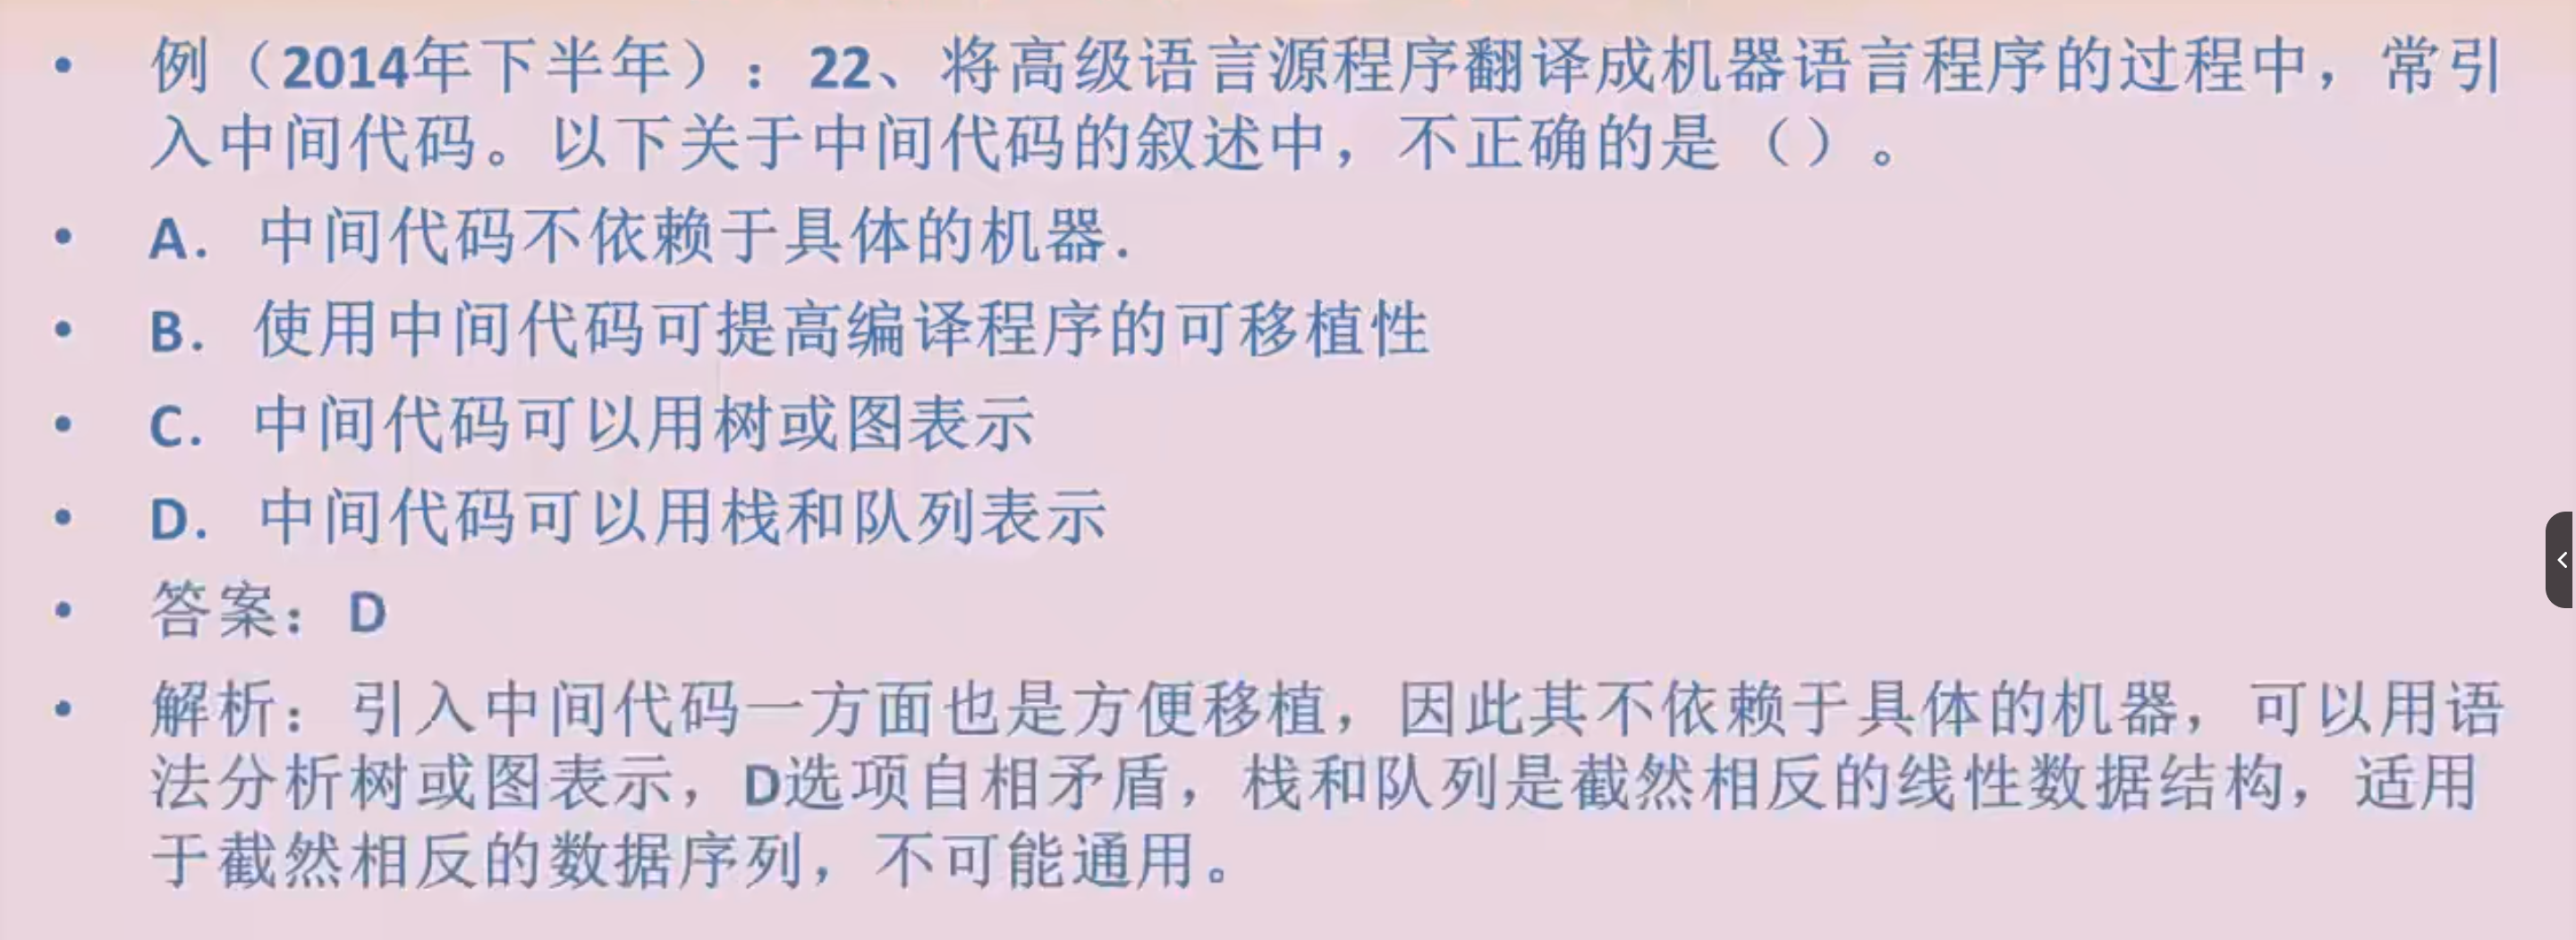 • 例（2014年下半年）：22、将高级语言源程序翻译成机器语言程序的过程中，常引
入中间代码。以下关于中间代码的叙述中，不正确的是（）。
• A. 中间代码不依赖于具体的机器.
• B. 使用中间代码可提高编译程序的可移植性
• C. 中间代码可以用树或图表示
• D. 中间代码可以用栈和队列表示
• 答案：D
• 解析：引入中间代码一方面也是方便移植，因此其不依赖于具体的机器，可以用语
法分析树或图表示，D选项自相矛盾，栈和队列是截然相反的线性数据结构，适用
于截然相反的数据序列，不可能通用。